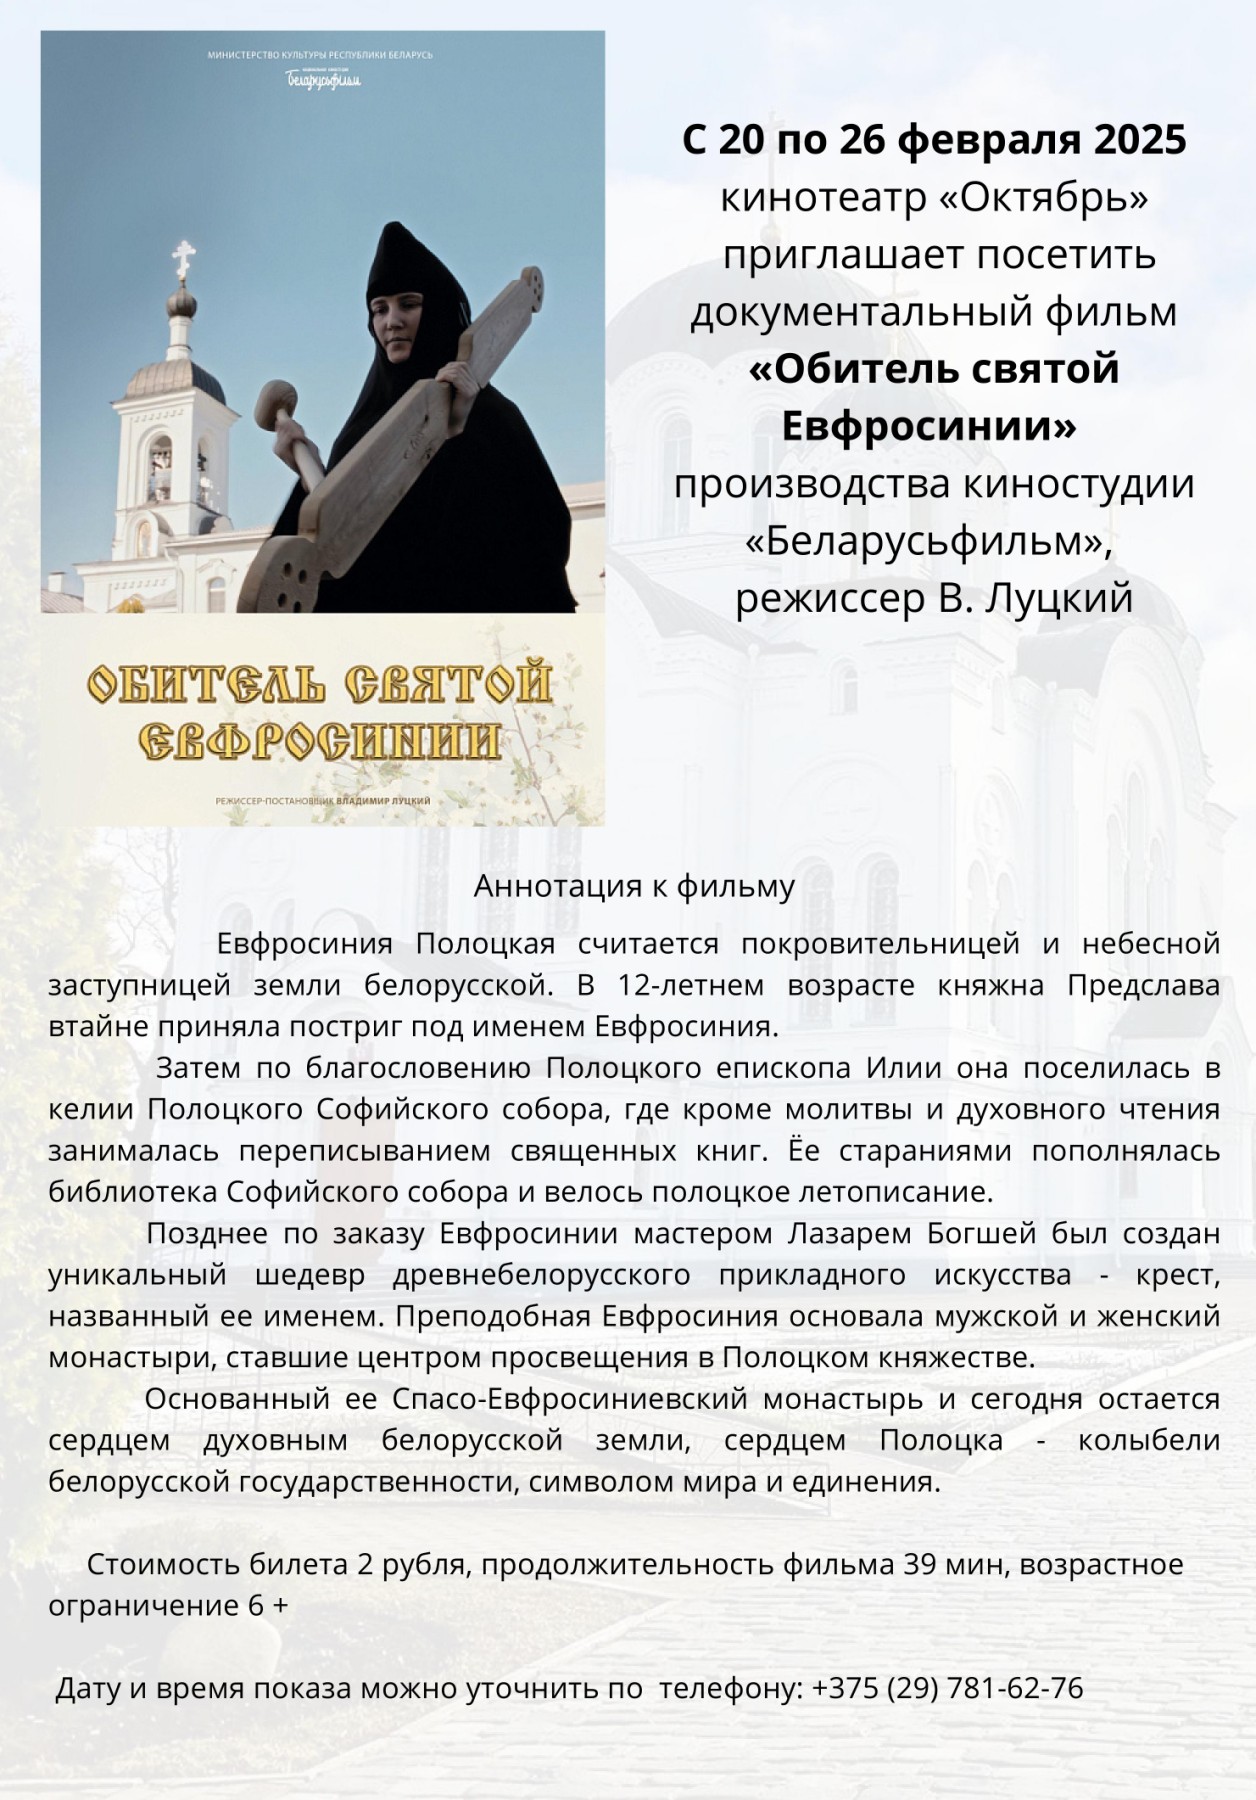 МИНИСТЕРСТВО КУЛЬТУРЫ РЕСПУБЛИКИ БЕЛАРУСЬ
Беларусьфильм
С 20 по 26 февраля 2025
кинотеатр «Октябрь»
приглашает посетить
документальный фильм
«Обитель святой
Евфросинии»
производства киностудии
«Беларусьфильм»,
режиссер В. Луцкий
ОБИТЕЛЬ СВЯТОЙ
ЕВФРОСИНИИ
РЕЖИССЕР-ПОСТАНОВЩИК ВЛАДИМИР ЛУЦКИЙ
Аннотация к фильму
Евфросиния Полоцкая считается покровительницей и небесной
заступницей земли белорусской. В 12-летнем возрасте княжна Предслава
втайне приняла постриг под именем Евфросиния.
Затем по благословению Полоцкого епископа Илии она поселилась в
келии Полоцкого Софийского собора, где кроме молитвы и духовного чтения
занималась переписыванием священных книг. Ёе стараниями пополнялась
библиотека Софийского собора и велось полоцкое летописание.
Позднее по заказу Евфросинии мастером Лазарем Богшей был создан
уникальный шедевр древнебелорусского прикладного искусства - крест,
названный ее именем. Преподобная Евфросиния основала мужской и женский
монастыри, ставшие центром просвещения в Полоцком княжестве.
Основанный ее Спасо-Евфросиниевский монастырь и сегодня остается
сердцем духовным белорусской земли, сердцем Полоцка - колыбели
белорусской государственности, символом мира и единения.
Стоимость билета 2 рубля, продолжительность фильма 39 мин, возрастное
ограничение 6 +
Дату и время показа можно уточнить по телефону: +375 (29) 781-62-76